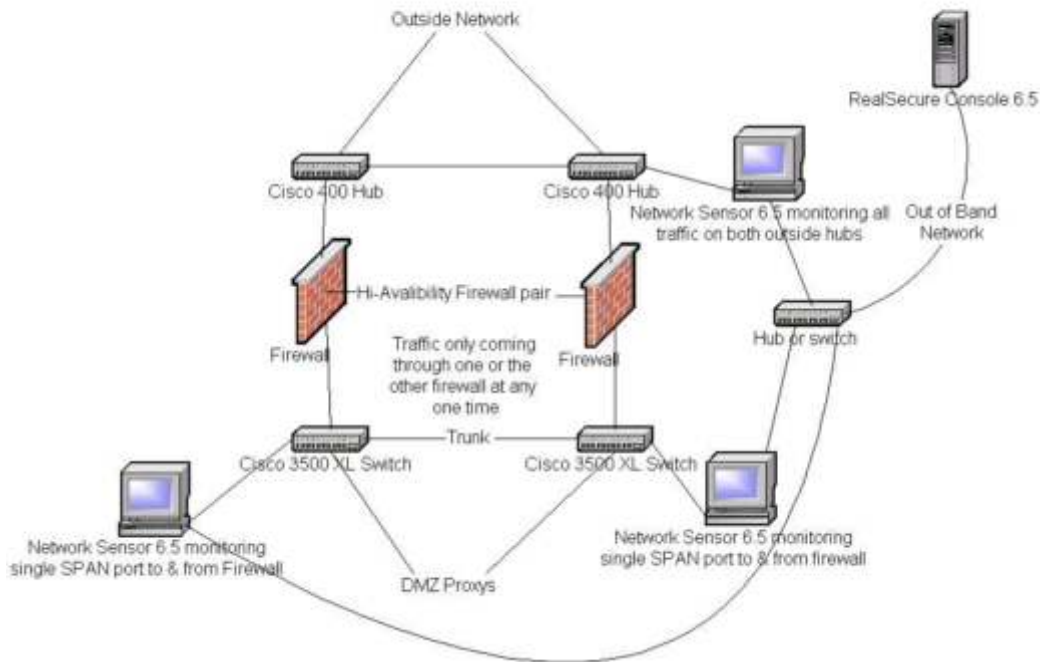 Outside Network
RealSecure Console 6.5
Cisco 400 Hub
Cisco 400 Hub
Network Sensor 6.5 monitoring all
traffic on both outside hubs
Out of Band
Network
Hi-Avalibility Firewall pair
Hub or switch
Firewall
Traffic only coming
through one or the
other firewall at any
one time
Firewall
Trunk
Cisco 3500 XL Switch
Cisco 3500 XL Switch
Network Sensor 6.5 monitoring
single SPAN port to & from Firewall
Network Sensor 6.5 monitoring
single SPAN port to & from firewall
DMZ Proxys